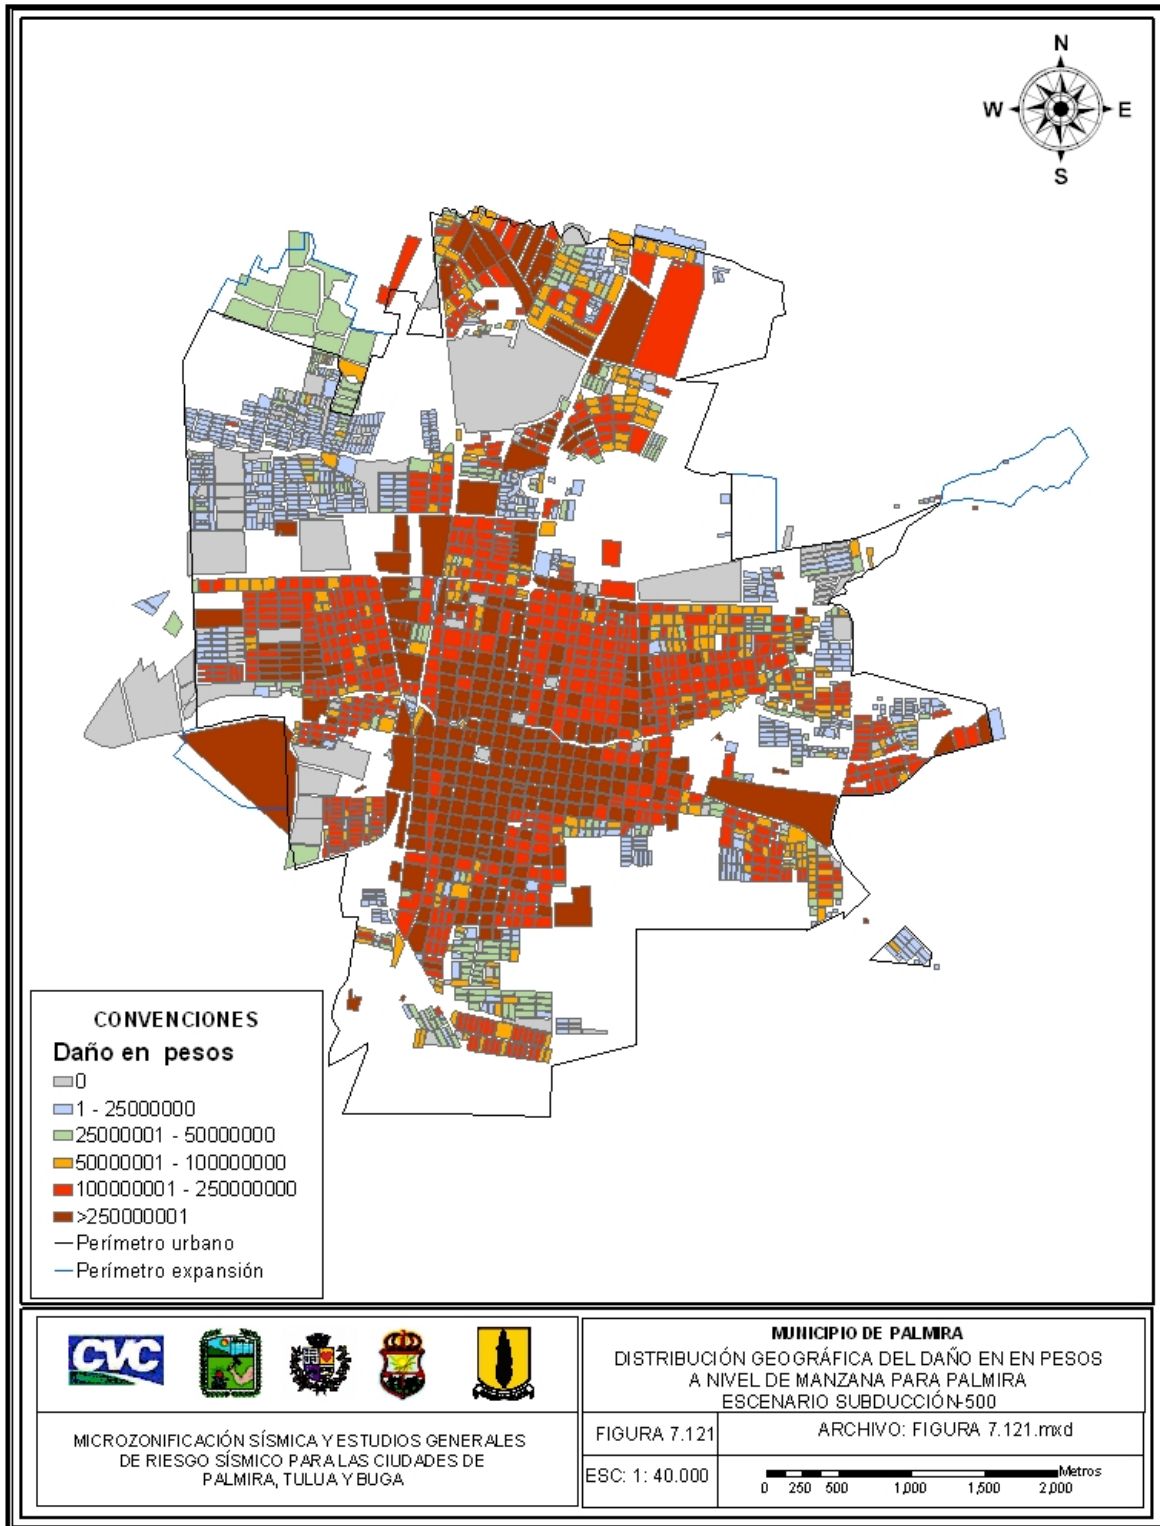 N
W E
S
CONVENCIONES
Daño en pesos
0
1 - 25000000
25000001 - 50000000
50000001 - 100000000
100000001 - 250000000
>250000001
Perímetro urbano
Perímetro expansión
CVC
MICROZONIFICACIÓN SÍSMICA Y ESTUDIOS GENERALES
DE RIESGO SÍSMICO PARA LAS CIUDADES DE
PALMIRA, TULUA Y BUGA
MUNICIPIO DE PALMIRA
DISTRIBUCIÓN GEOGRÁFICA DEL DAÑO EN EN PESOS
A NIVEL DE MANZANA PARA PALMIRA
ESCENARIO SUBDUCCIÓN-500
FIGURA 7.121
ARCHIVO: FIGURA 7.121.mxd
ESC: 1: 40.000
Metros
0 250 500 1,000 1,500 2,000